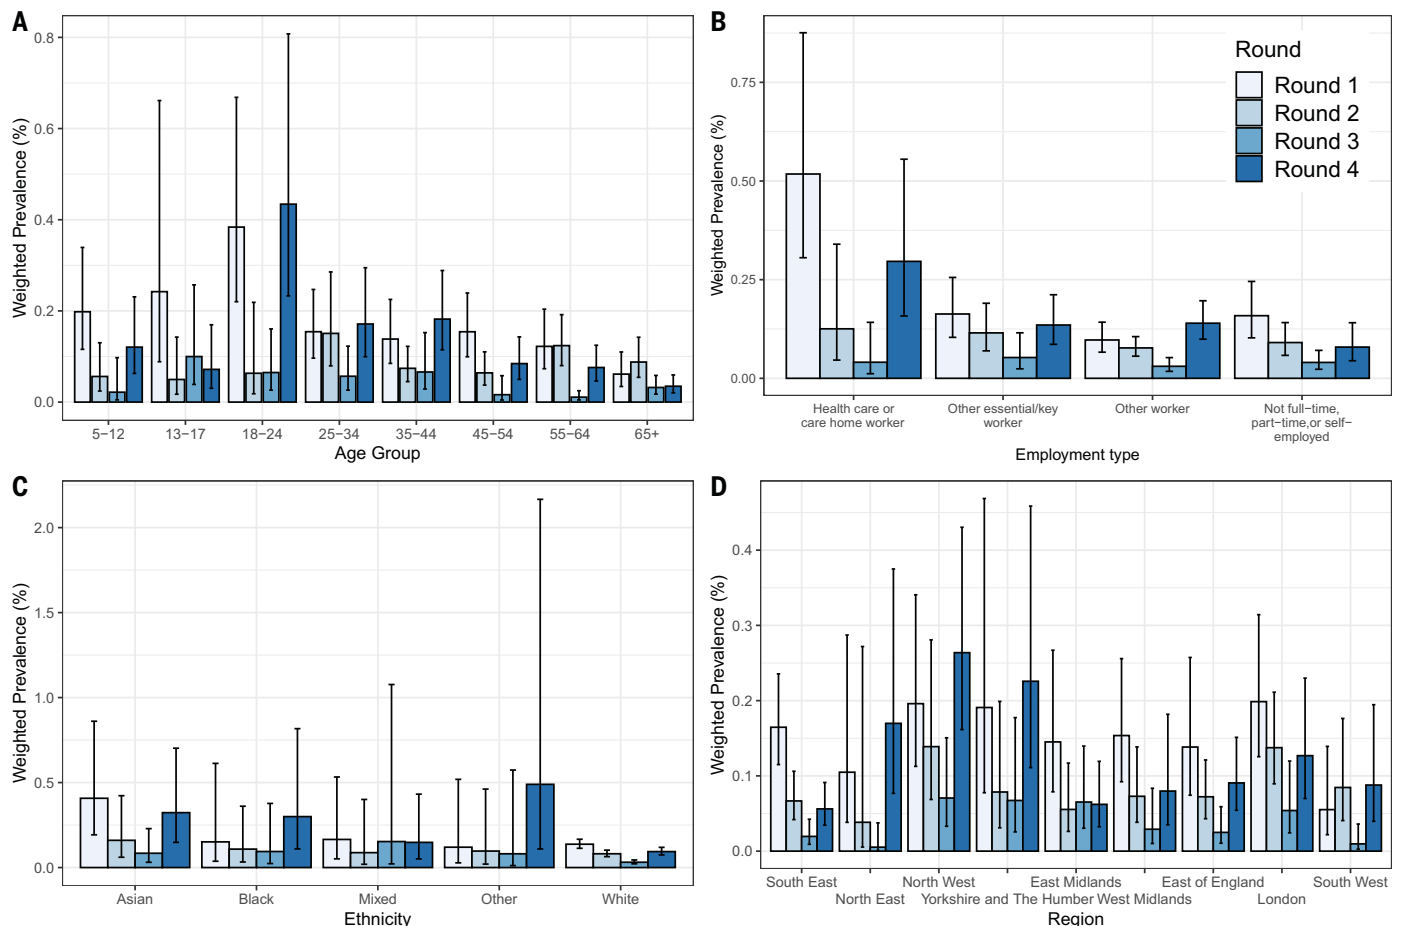 A
Weighted Prevalence (%)
0.8
0.6
0.4
0.2
0.0
5−12
13−17
18−24
25−34
35−44
45−54
55−64
65+
Age Group
B
Weighted Prevalence (%)
0.75
0.50
0.25
0.00
Round
Round 1
Round 2
Round 3
Round 4
Health care or
care home worker
Other essential/key
worker
Other worker
Not full−time,
part−time,or self−
employed
Employment type
C
Weighted Prevalence (%)
2.0
1.5
1.0
0.5
0.0
Asian
Black
Mixed
Other
White
Ethnicity
D
Weighted Prevalence (%)
0.4
0.3
0.2
0.1
0.0
South East
North East
North West
Yorkshire and The Humber
East Midlands
West Midlands
East of England
London
South West
Region